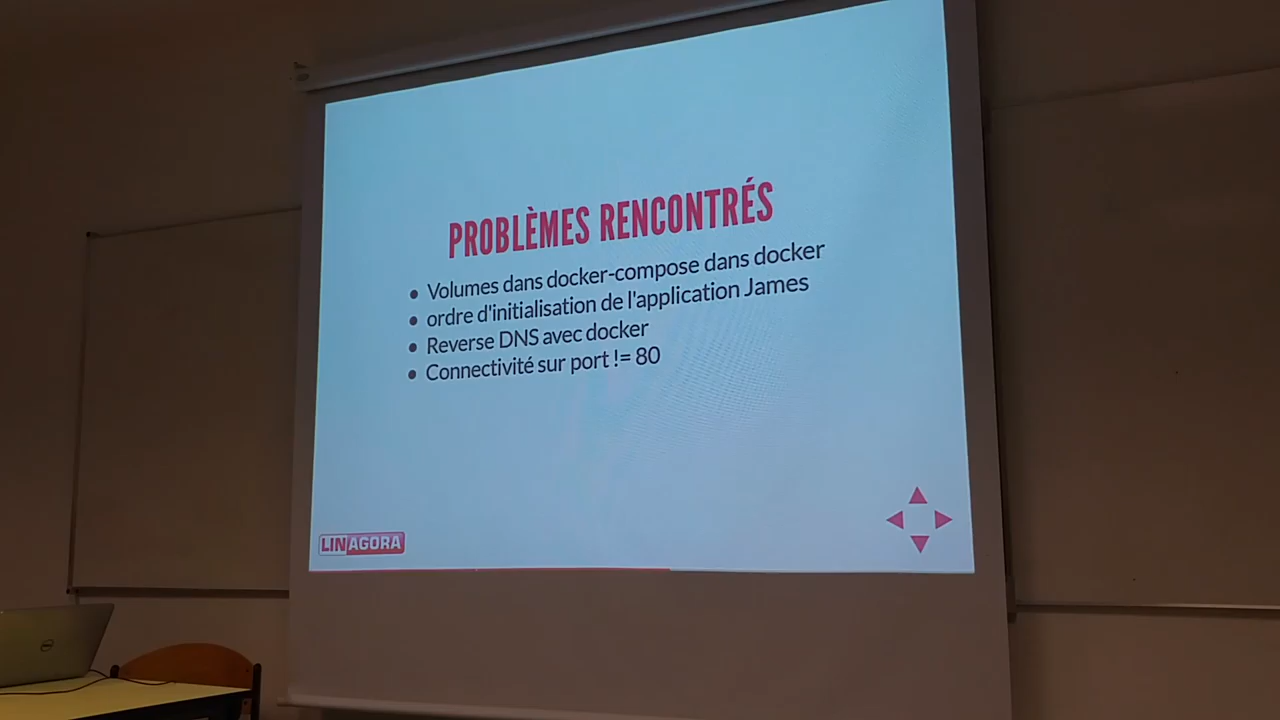 PROBLÈMES RENCONTRÉS
Volumes dans docker-compose dans docker
ordre d'initialisation de l'application James
Reverse DNS avec docker
Connectivité sur port != 80
LINAGORA